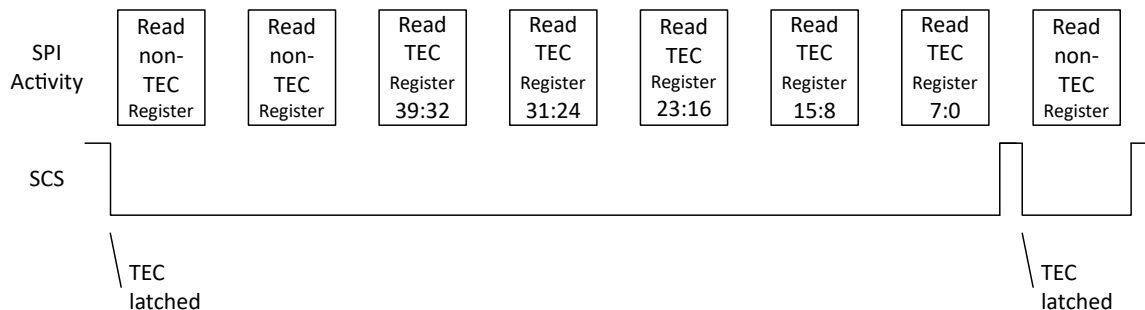 SPI
Activity
Read
non-
TEC
Register
Read
non-
TEC
Register
Read
TEC
Register
39:32
Read
TEC
Register
31:24
Read
TEC
Register
23:16
Read
TEC
Register
15:8
Read
TEC
Register
7:0
Read
non-
TEC
Register
SCS
TEC
latched
TEC
latched